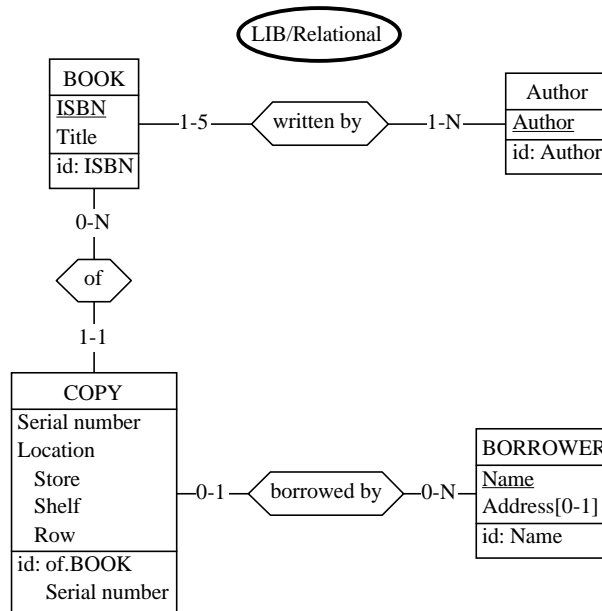 LIB/Relational
BOOK
ISBN
Title
id: ISBN
1-5
written by
1-N
Author
Author
id: Author
0-N
of
1-1
COPY
Serial number
Location
Store
Shelf
Row
id: of.BOOK
Serial number
0-1
borrowed by
0-N
BORROWER
Name
Address[0-1]
id: Name